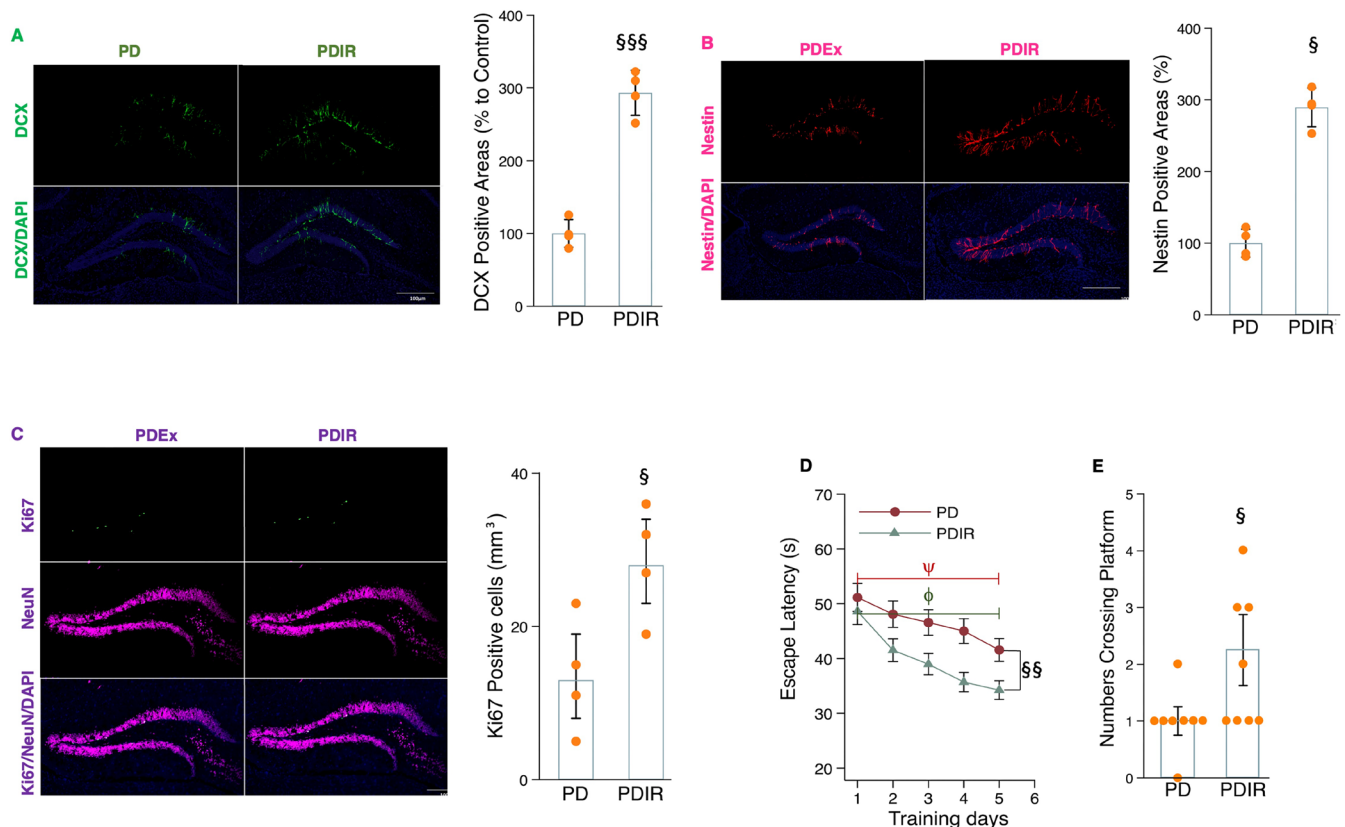 A
PD
PDIR
DCX
DCX/DAPI
100µm
DCX Positive Areas (% to Control)
400
300
200
100
0
§§§
PD
PDIR
B
PDEx
PDIR
Nestin
Nestin/DAPI
Nestin Positive Areas (%)
400
300
200
100
0
§
PD
PDIR
C
PDEx
PDIR
Ki67
NeuN
Ki67/NeuN/DAPI
Ki67 Positive cells (mm³)
40
20
0
§
PD
PDIR
D
Escape Latency (s)
70
60
50
40
30
20
PD
PDIR
ψ
ϕ
§§
1 2 3 4 5 6
Training days
E
Numbers Crossing Platform
5
4
3
2
1
0
§
PD
PDIR